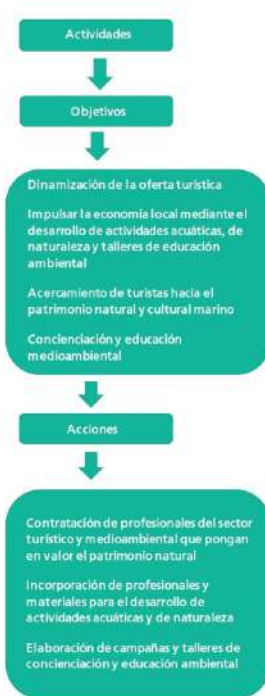 Actividades
Objetivos
Dinamización de la oferta turística
Impulsar la economía local mediante el
desarrollo de actividades acuáticas, de
naturaleza y talleres de educación
ambiental
Acercamiento de turistas hacia el
patrimonio natural y cultural marino
Concienciación y educación
medioambiental
Acciones
Contratación de profesionales del sector
turístico y medioambiental que pongan
en valor el patrimonio natural
Incorporación de profesionales y
materiales para el desarrollo de
actividades acuáticas y de naturaleza
Elaboración de campañas y talleres de
concienciación y educación ambiental